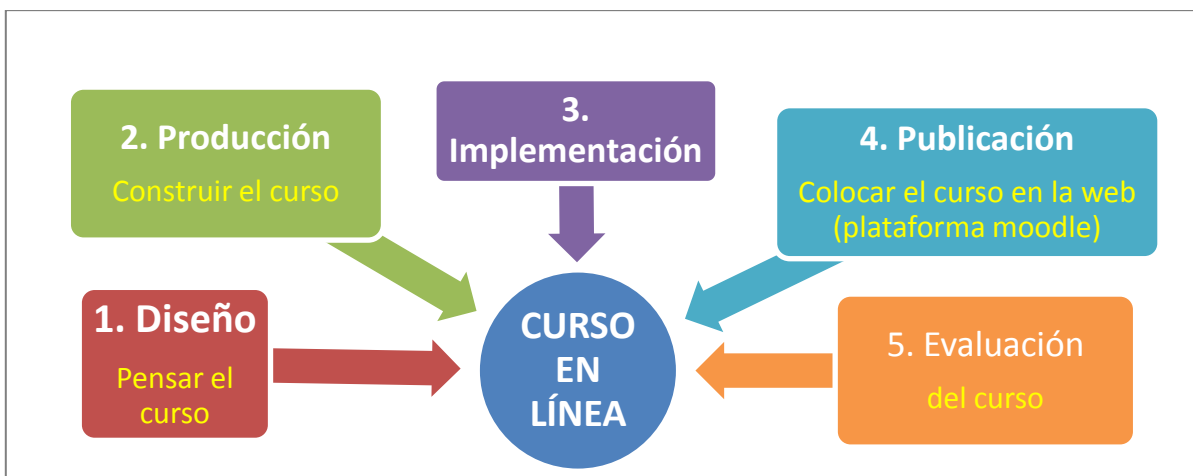 1. Diseño
Pensar el
curso
2. Producción
Construir el curso
3.
Implementación
4. Publicación
Colocar el curso en la web
(plataforma moodle)
5. Evaluación
del curso
CURSO
EN
LÍNEA